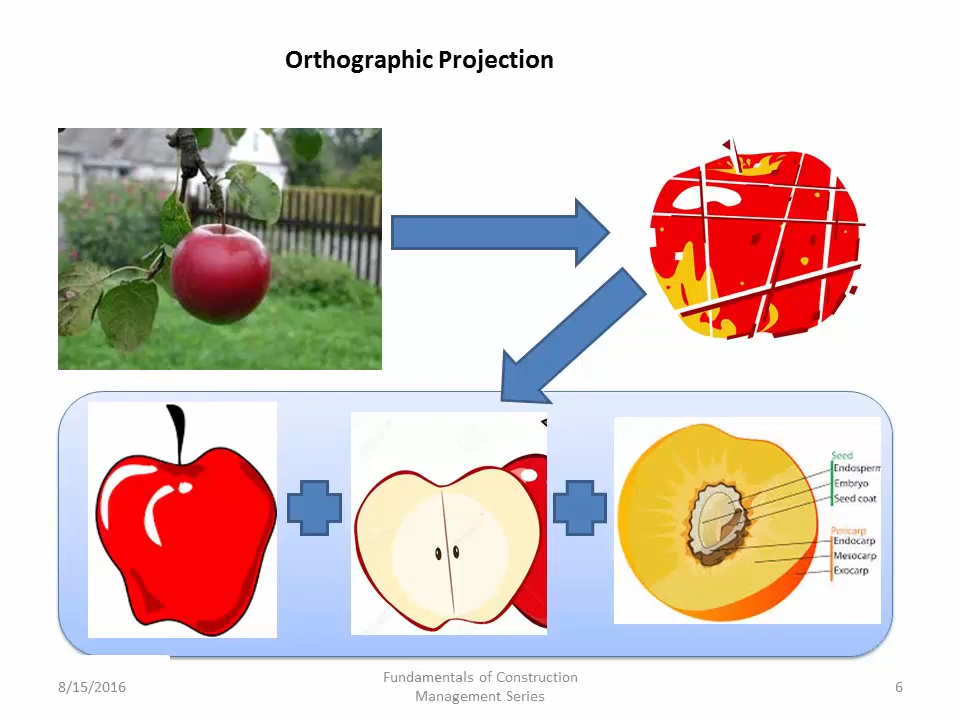 Orthographic Projection
Seed
Endosperm
Embryo
Seed coat
Pericarp
Endocarp
Mesocarp
Exocarp
8/15/2016
Fundamentals of Construction
Management Series
6